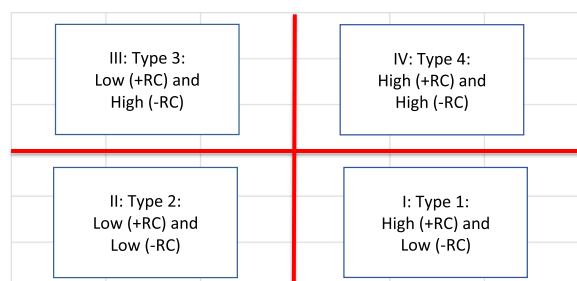 III: Type 3:
Low (+RC) and
High (-RC)
IV: Type 4:
High (+RC) and
High (-RC)
II: Type 2:
Low (+RC) and
Low (-RC)
I: Type 1:
High (+RC) and
Low (-RC)